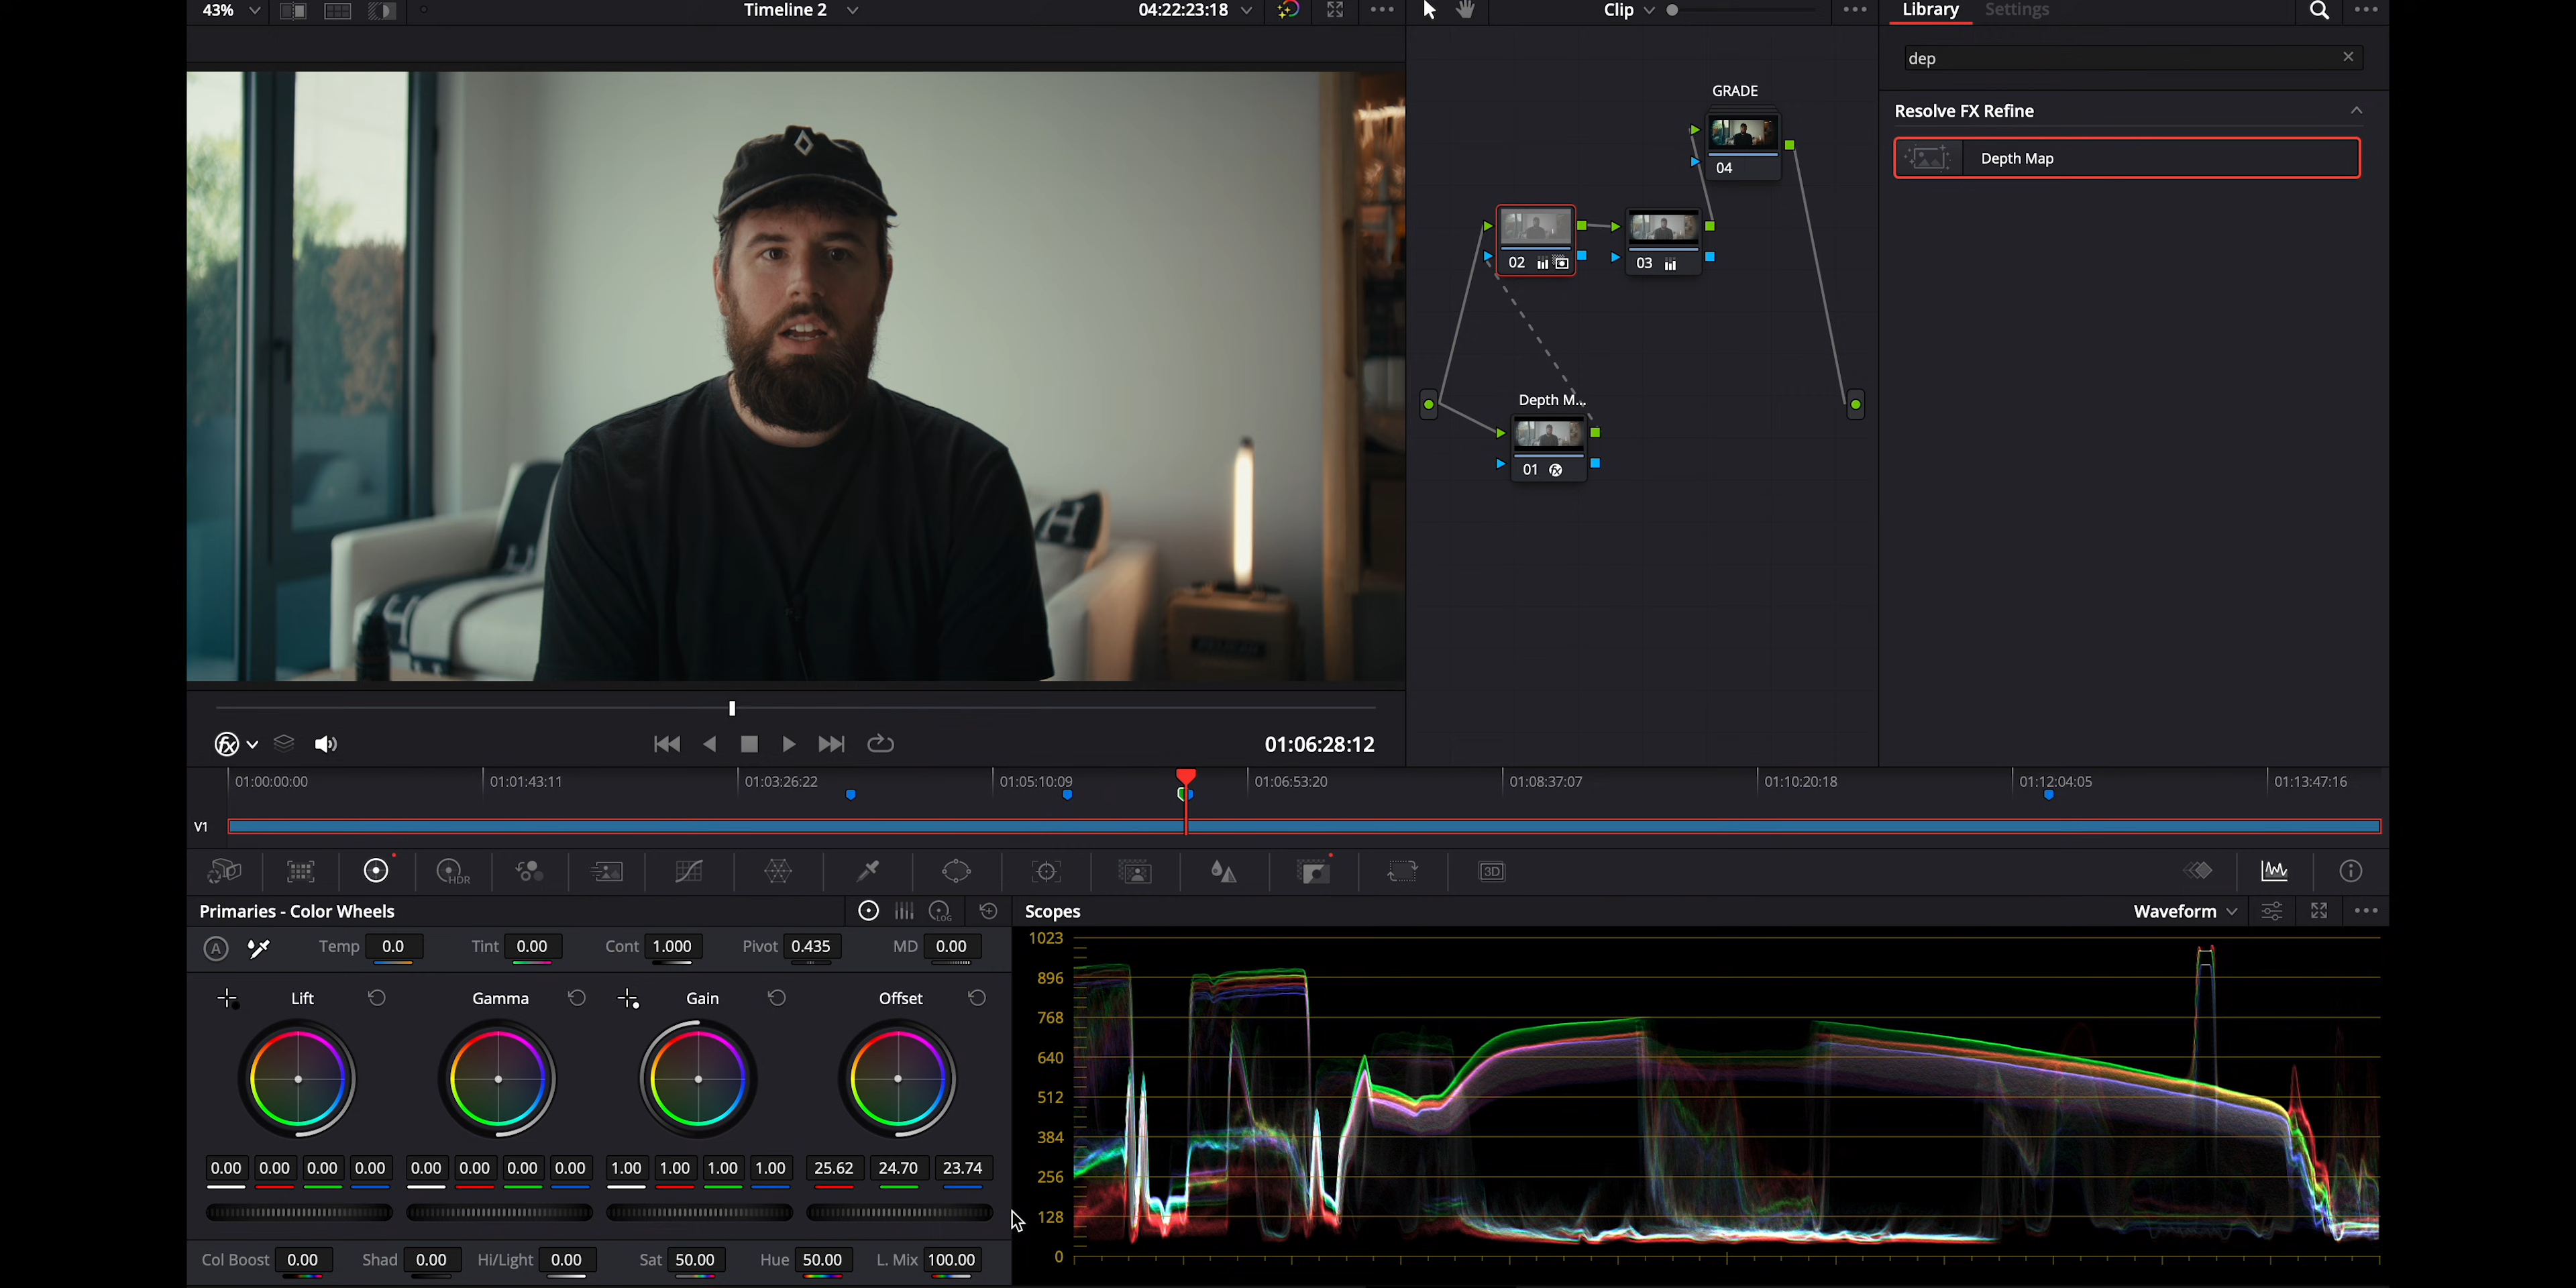 43%
Timeline 2
04:22:23:18
Clip
Library Settings
dep
Resolve FX Refine
Depth Map
GRADE
04
02
03
Depth M...
01
H
01:06:28:12
01:00:00:00 01:01:43:11 01:03:26:22 01:05:10:09 01:06:53:20 01:08:37:07 01:10:20:18 01:12:04:05 01:13:47:16
V1
HDR
3D
Primaries - Color Wheels
LOG
Scopes
Waveform
A Temp 0.0 Tint 0.00 Cont 1.000 Pivot 0.435 MD 0.00
Lift Gamma Gain Offset
0.00 0.00 0.00 0.00 0.00 0.00 0.00 0.00 1.00 1.00 1.00 1.00 25.62 24.70 23.74
Col Boost 0.00 Shad 0.00 Hi/Light 0.00 Sat 50.00 Hue 50.00 L. Mix 100.00
1023
896
768
640
512
384
256
128
0